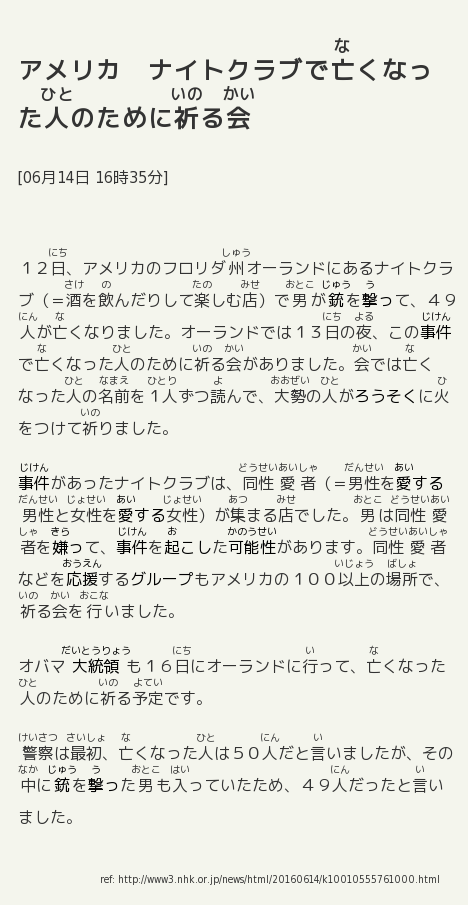 アメリカ　ナイトクラブで亡くなっ
た人のために祈る会
[06月14日 16時35分]
１２日、アメリカのフロリダ州オーランドにあるナイトクラ
ブ（＝酒を飲んだりして楽しむ店）で男が銃を撃って、４９
人が亡くなりました。オーランドでは１３日の夜、この事件
で亡くなった人のために祈る会がありました。会では亡く
なった人の名前を１人ずつ読んで、大勢の人がろうそくに火
をつけて祈りました。
事件があったナイトクラブは、同性愛者（＝男性を愛する
男性と女性を愛する女性）が集まる店でした。男は同性愛
者を嫌って、事件を起こした可能性があります。同性愛者
などを応援するグループもアメリカの１００以上の場所で、
祈る会を行いました。
オバマ大統領も１６日にオーランドに行って、亡くなった
人のために祈る予定です。
警察は最初、亡くなった人は５０人だと言いましたが、その
中に銃を撃った男も入っていたため、４９人だったと言い
ました。
ref: http://www3.nhk.or.jp/news/html/20160614/k10010555761000.html